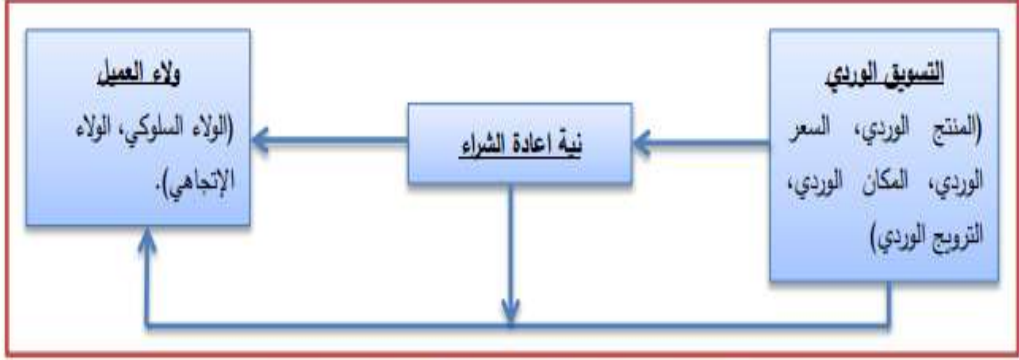 التسويق الوردي
(المنتج الوردي، السعر
الوردي، المكان الوردي،
الترويج الوردي)
نية اعادة الشراء
ولاء العميل
(الولاء السلوكي، الولاء
الإتجاهي).